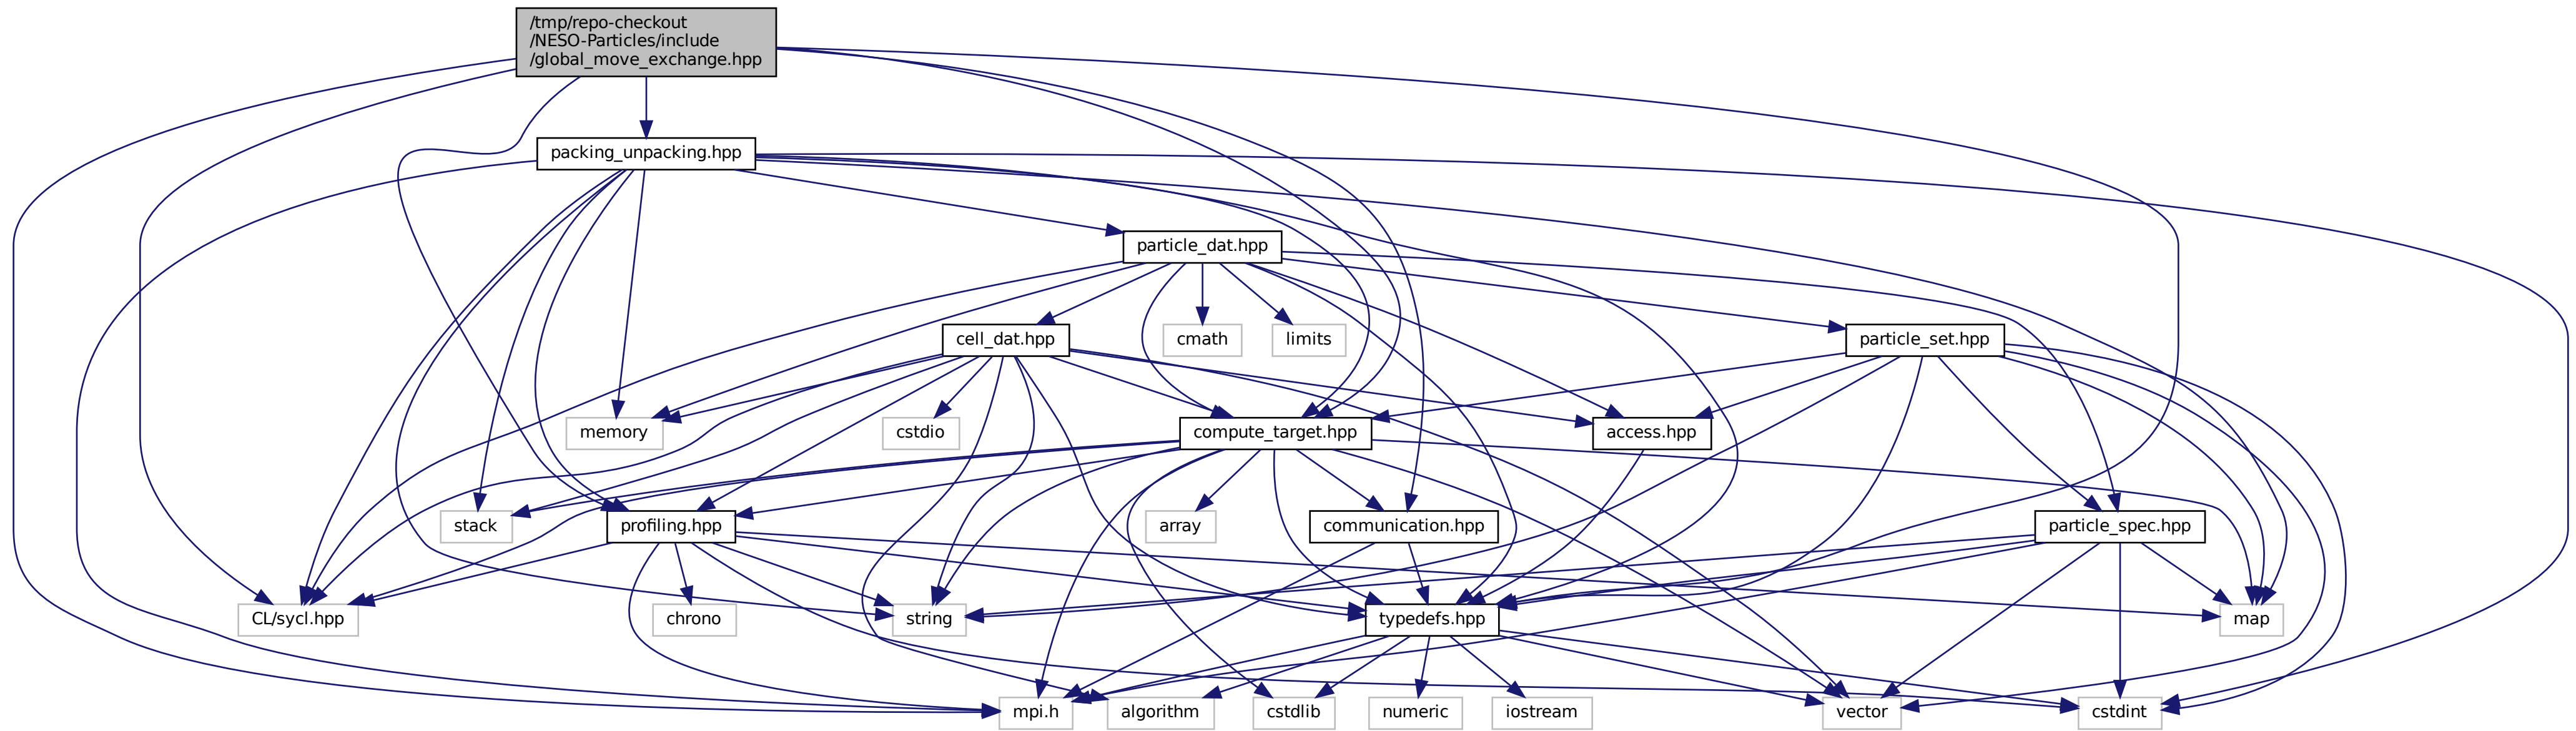 /tmp/repo-checkout
/NESO-Particles/include
/global_move_exchange.hpp
packing_unpacking.hpp
particle_dat.hpp
cell_dat.hpp
cmath
limits
particle_set.hpp
memory
cstdio
compute_target.hpp
access.hpp
stack
profiling.hpp
array
communication.hpp
particle_spec.hpp
CL/sycl.hpp
chrono
string
typedefs.hpp
map
mpi.h
algorithm
cstdlib
numeric
iostream
vector
cstdint